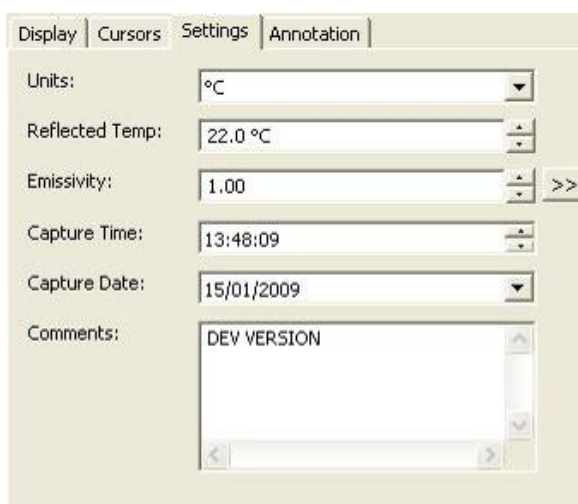 Display Cursors Settings Annotation
Units: °C
Reflected Temp: 22.0 °C
Emissivity: 1.00 >>
Capture Time: 13:48:09
Capture Date: 15/01/2009
Comments: DEV VERSION